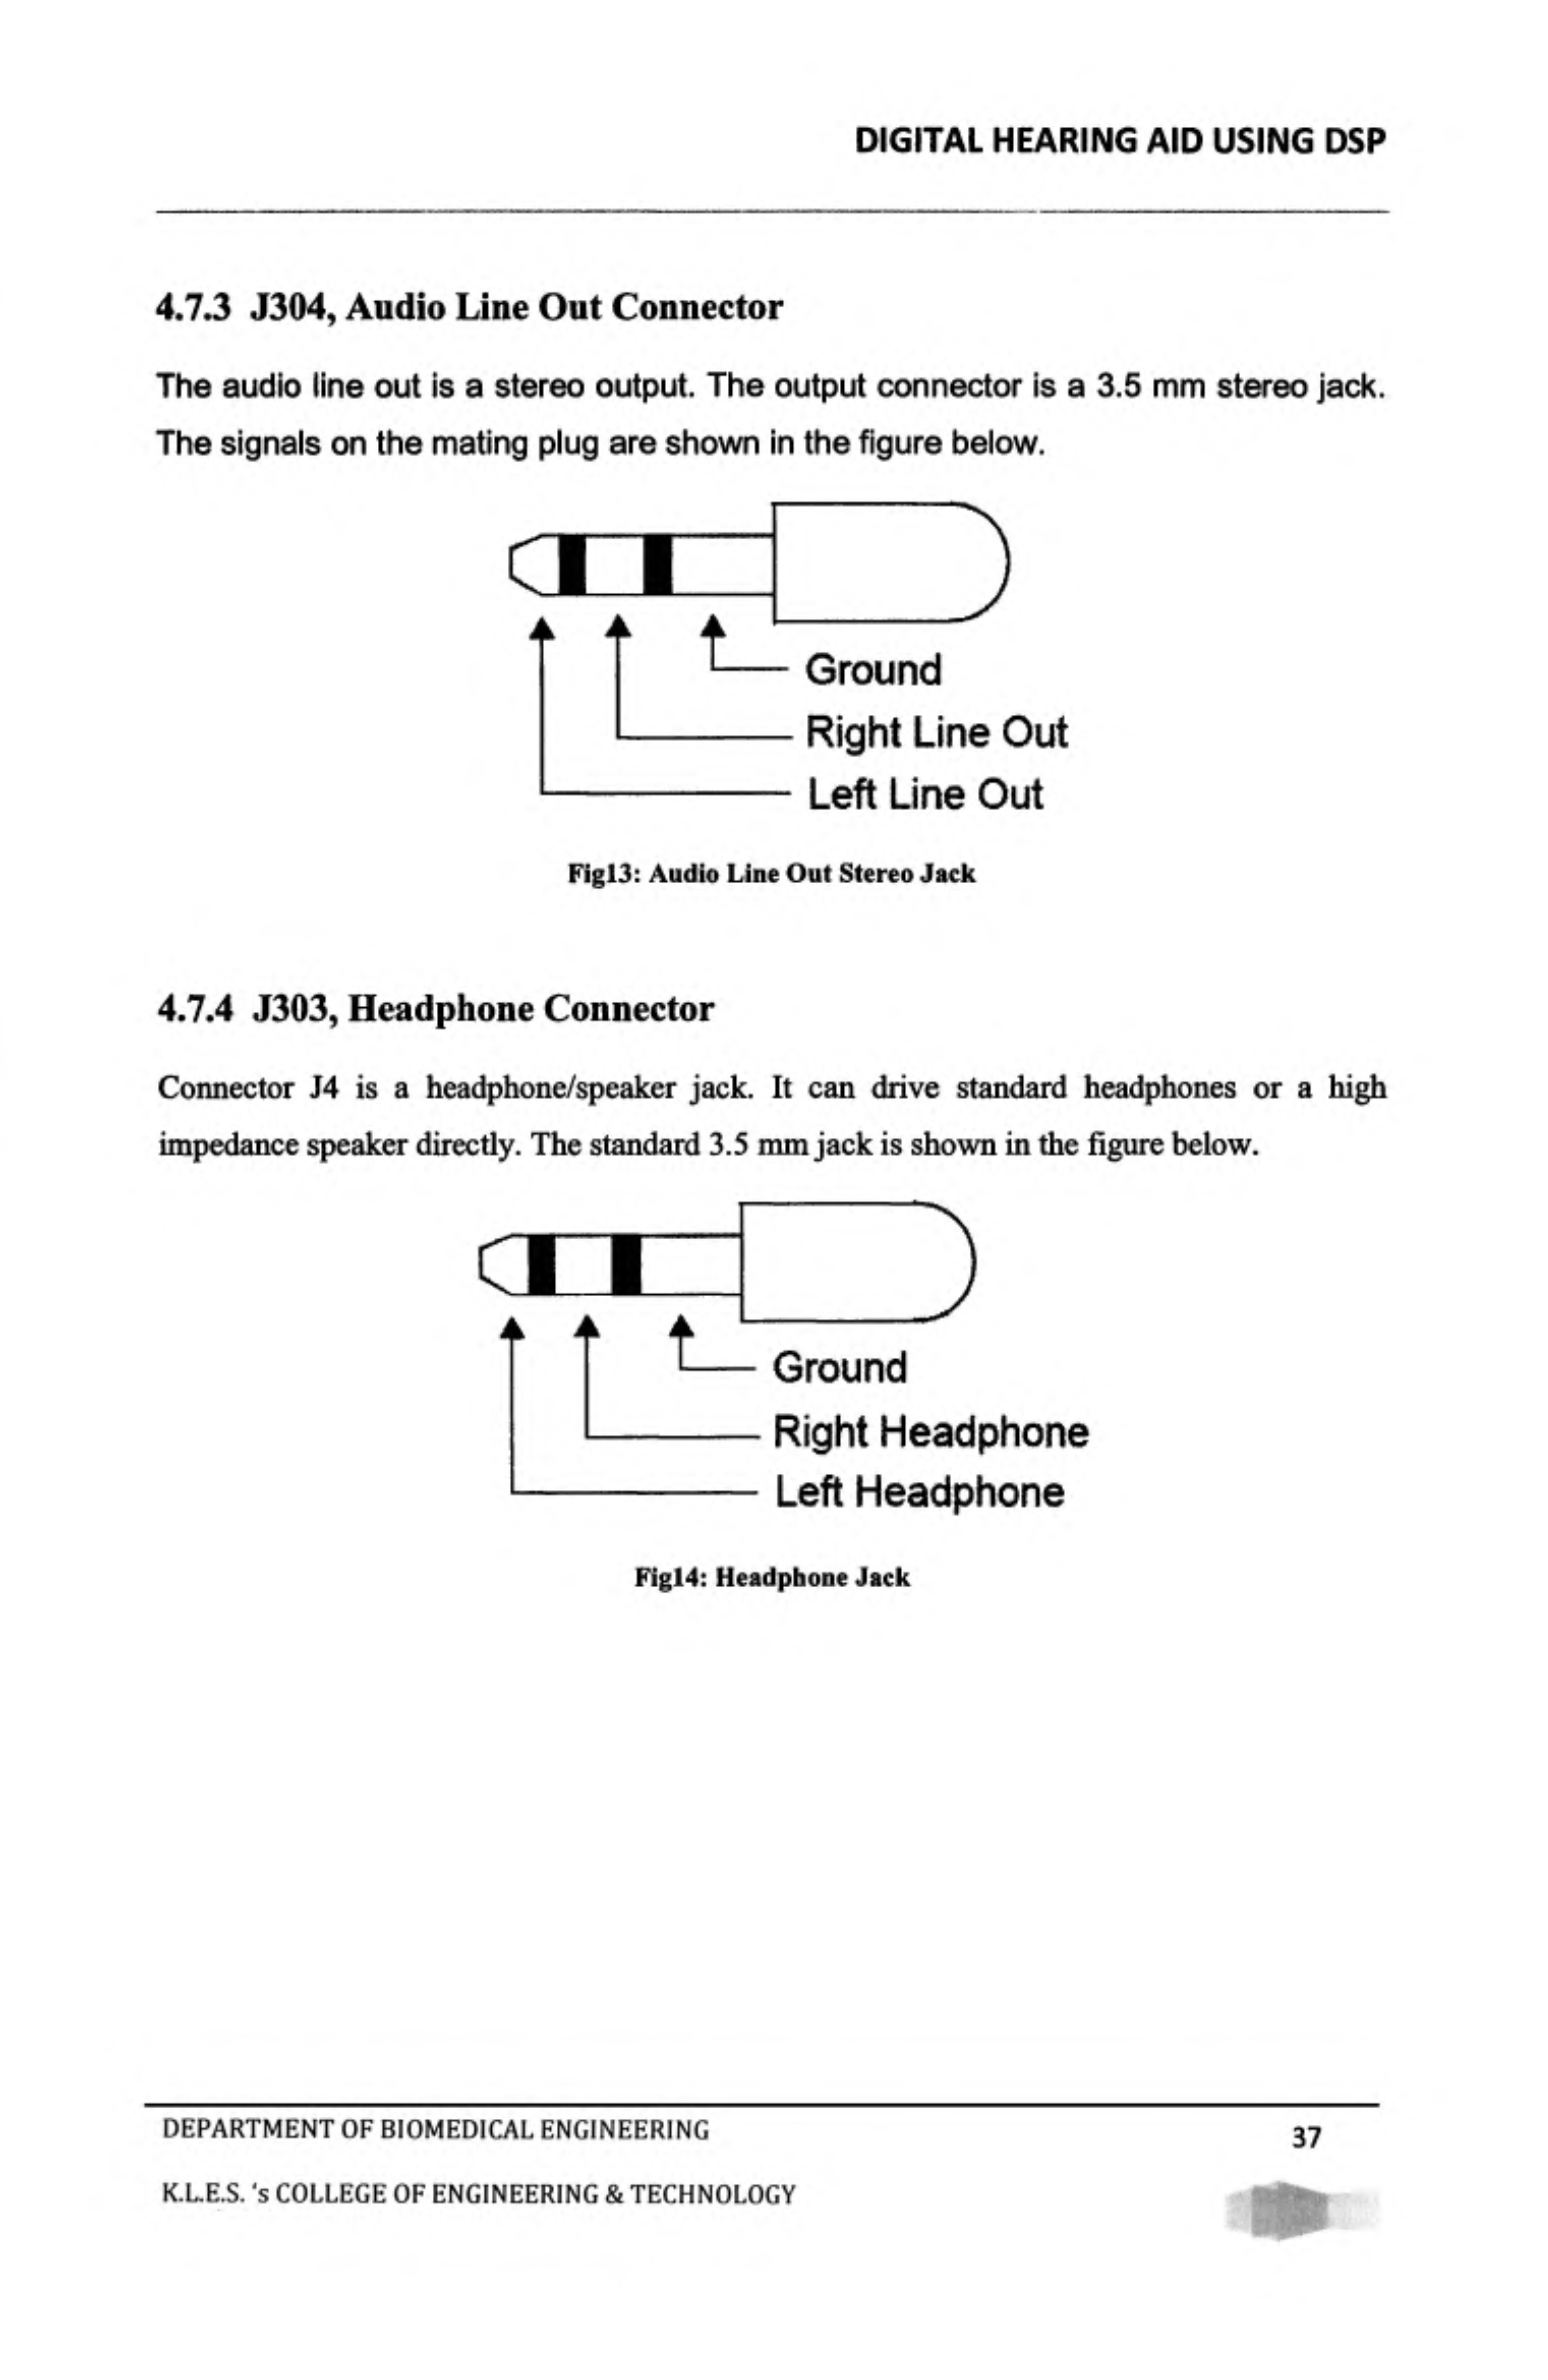 DIGITAL HEARING AID USING DSP
4.7.3 J304, Audio Line Out Connector
The audio line out is a stereo output. The output connector is a 3.5 mm stereo jack.
The signals on the mating plug are shown in the figure below.
Ground
Right Line Out
Left Line Out
Fig13: Audio Line Out Stereo Jack
4.7.4 J303, Headphone Connector
Connector J4 is a headphone/speaker jack. It can drive standard headphones or a high
impedance speaker directly. The standard 3.5 mm jack is shown in the figure below.
Ground
Right Headphone
Left Headphone
Fig14: Headphone Jack
DEPARTMENT OF BIOMEDICAL ENGINEERING
37
K.L.E.S. 's COLLEGE OF ENGINEERING & TECHNOLOGY